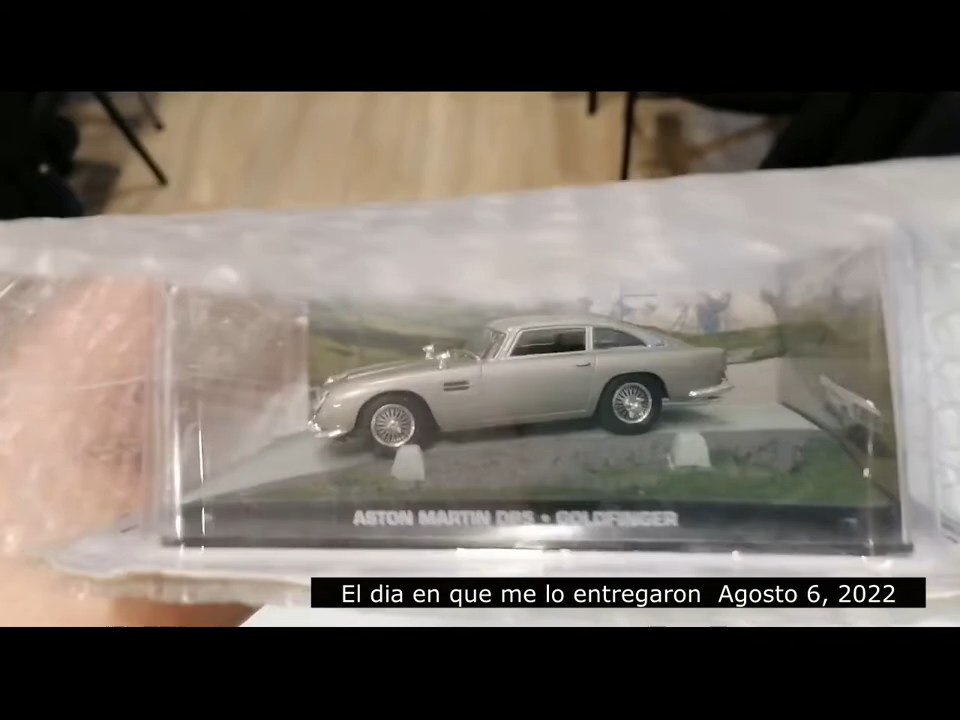 ASTON MARTIN DB5 • GOLDFINGER
El dia en que me lo entregaron Agosto 6, 2022